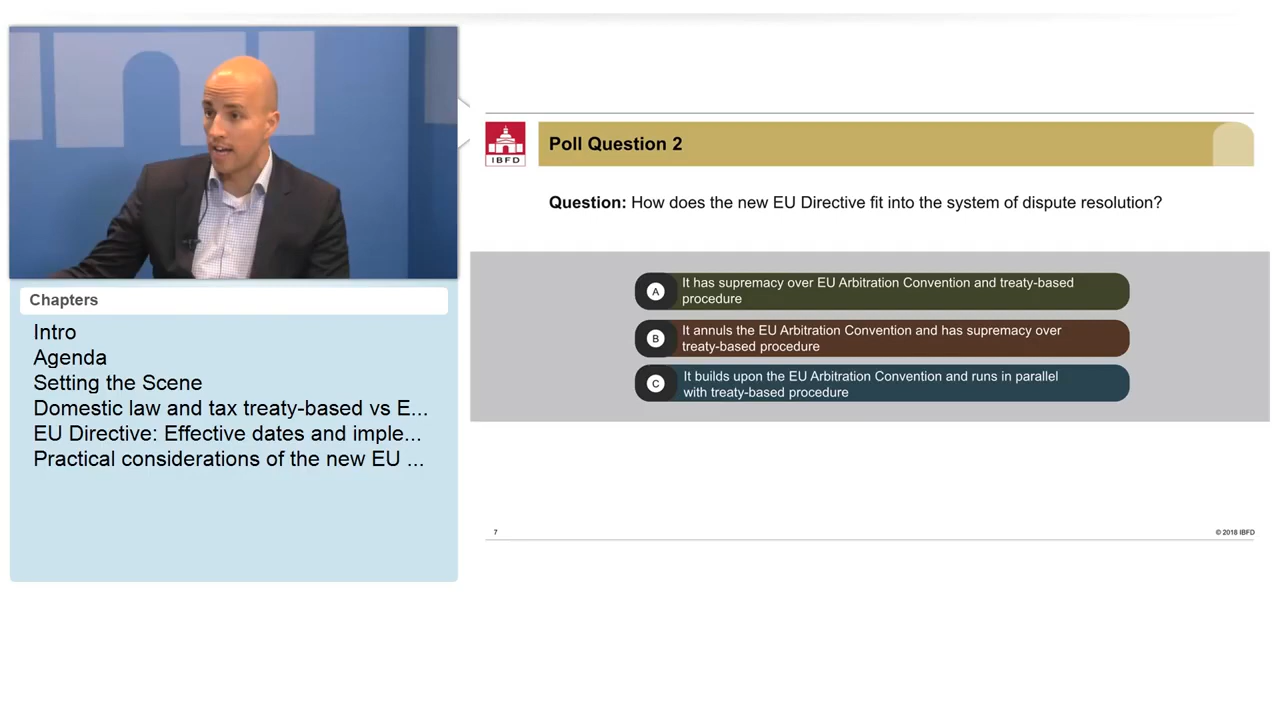 Chapters
Intro
Agenda
Setting the Scene
Domestic law and tax treaty-based vs E...
EU Directive: Effective dates and imple...
Practical considerations of the new EU ...
IBFD
Poll Question 2
Question: How does the new EU Directive fit into the system of dispute resolution?
A
It has supremacy over EU Arbitration Convention and treaty-based
procedure
B
It annuls the EU Arbitration Convention and has supremacy over
treaty-based procedure
C
It builds upon the EU Arbitration Convention and runs in parallel
with treaty-based procedure
7
© 2018 IBFD